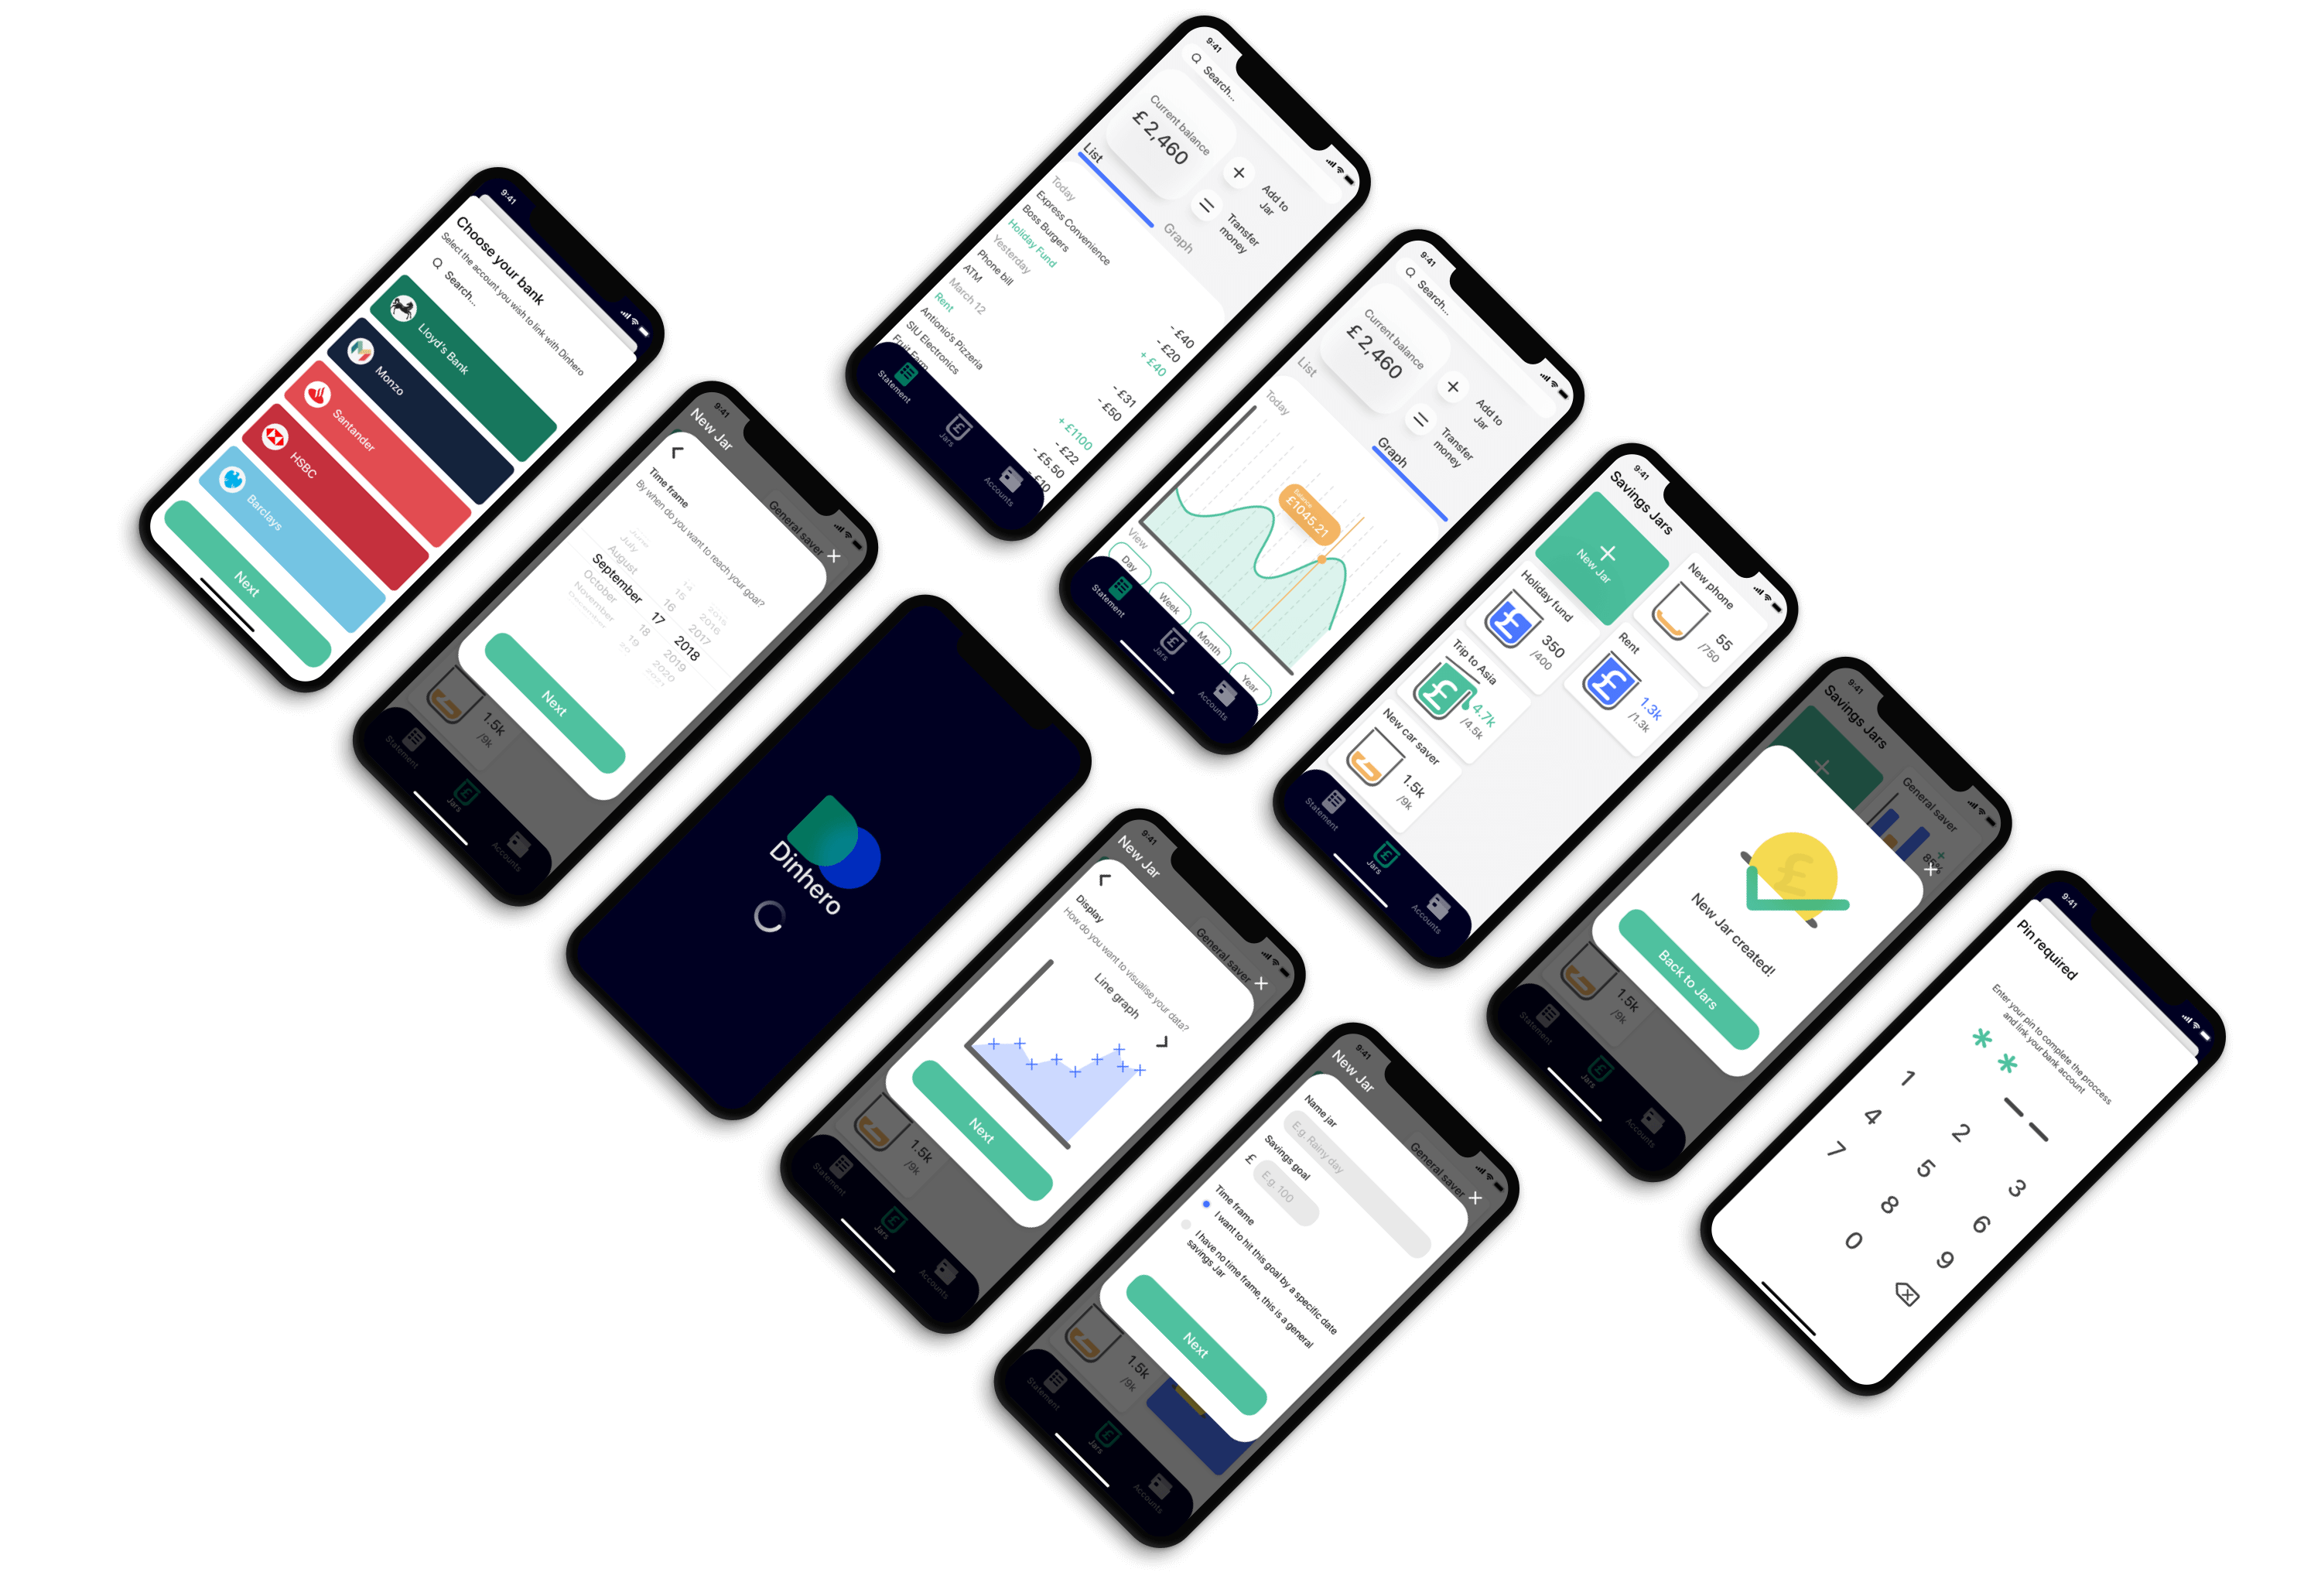 9:41
Choose your bank
Select the account you wish to link with Dinhero
Search...
Lloyd's Bank
Monzo
Santander
HSBC
Barclays
Next
9:41
New Jar
General saver
Time frame
By when do you want to reach your goal?
June
July
August 14 2015
September 15 2016
October 16 2017
November 17 2018
December 18 2019
19 2020
20 2021
Next
1.5k
/9k
Statement
Jars
Accounts
Dinhero
9:41
New Jar
General saver
Display
How do you want to visualise your data?
Line graph
Next
1.5k
/9k
Statement
Jars
Accounts
9:41
New Jar
General saver
Name jar
E.g. Rainy day
Savings goal
£ E.g. 100
Time frame
I want to hit this goal by a specific date
I have no time frame, this is a general
savings Jar
Next
1.5k
/9k
Statement
Jars
Accounts
9:41
Search...
Current balance
£ 2,460
Add to
Jar
Transfer
money
List
Graph
Today
Express Convenience - £40
Boss Burgers - £20
Holiday Fund + £40
Yesterday
Phone bill - £31
ATM - £50
March 12
Rent + £1100
Antionio's Pizzeria - £22
SIU Electronics - £5.50
Fruit Farm £10
Statement
Jars
Accounts
9:41
Search...
Current balance
£ 2,460
Add to
Jar
Transfer
money
List
Graph
Today
Balance
£1045.21
View
Day
Week
Month
Year
Statement
Jars
Accounts
9:41
Savings Jars
New Jar
New phone
55
/750
Holiday fund
£
350
/400
Rent
£
1.3k
/1.3k
Trip to Asia
£
4.7k
/4.5k
New car saver
1.5k
/9k
Statement
Jars
Accounts
9:41
Savings Jars
General saver
85%
£
New Jar created!
Back to Jars
1.5k
/9k
Statement
Jars
Accounts
9:41
Pin required
Enter your pin to complete the proccess
and link your bank account
* * _ _
1 2 3
4 5 6
7 8 9
0